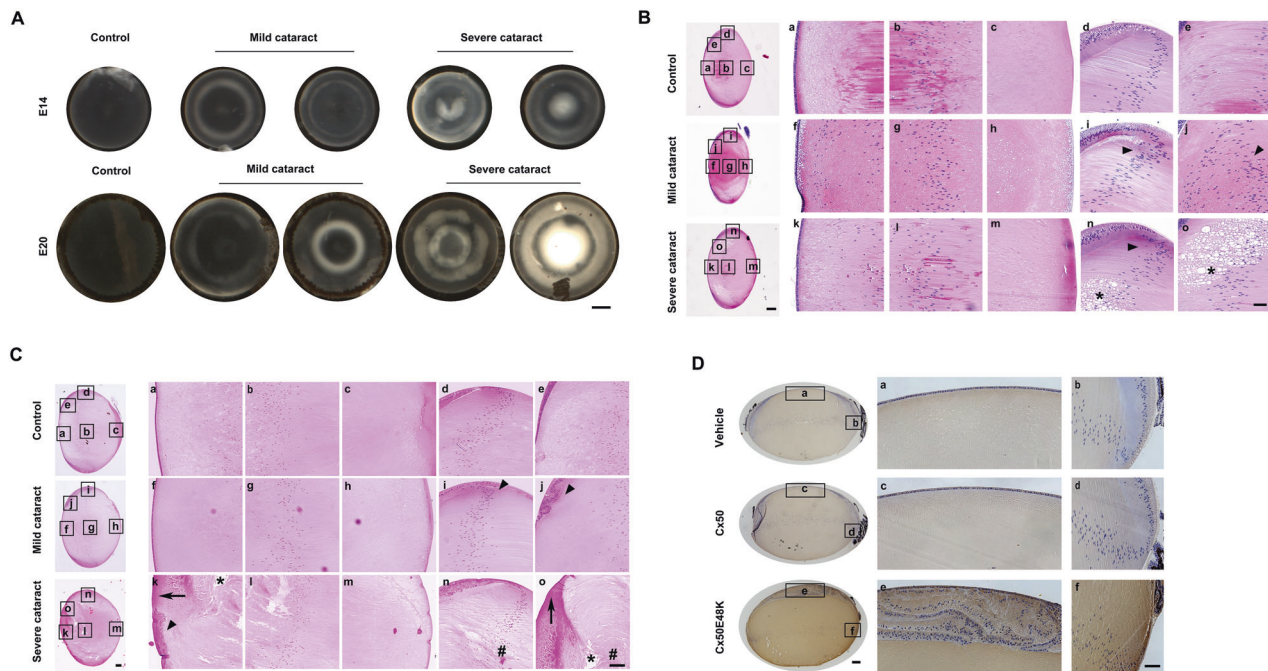 A
Control
Mild cataract
Severe cataract
E14
Control
Mild cataract
Severe cataract
E20
B
Control
d
e
a b c
a
b
c
d
e
Mild cataract
i
j
f g h
f
g
h
i
j
Severe cataract
n
o
k l m
k
l
m
n
*
o
*
C
Control
d
e
a b c
a
b
c
d
e
Mild cataract
i
j
f g h
f
g
h
i
j
Severe cataract
n
o
k l m
k
*
l
m
n
#
o
* #
D
Vehicle
a
b
a
b
Cx50
c
d
c
d
Cx50E48K
e
f
e
f